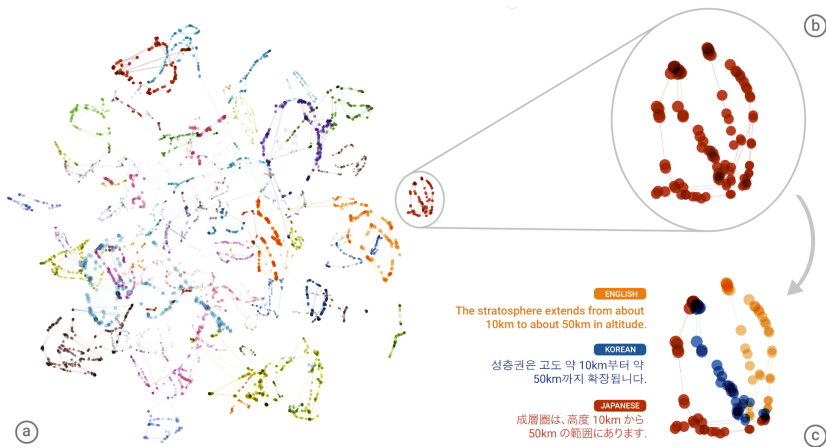 b
ENGLISH
The stratosphere extends from about
10km to about 50km in altitude.
KOREAN
성층권은 고도 약 10km부터 약
50km까지 확장됩니다.
JAPANESE
成層圏は、高度 10km から
50km の範囲にあります。
a
c